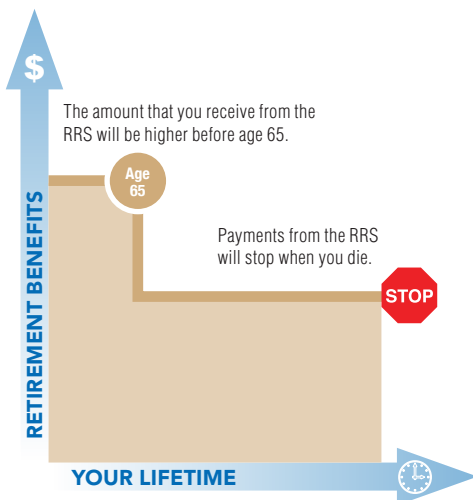 $
The amount that you receive from the
RRS will be higher before age 65.
Age
65
Payments from the RRS
will stop when you die.
STOP
RETIREMENT BENEFITS
YOUR LIFETIME